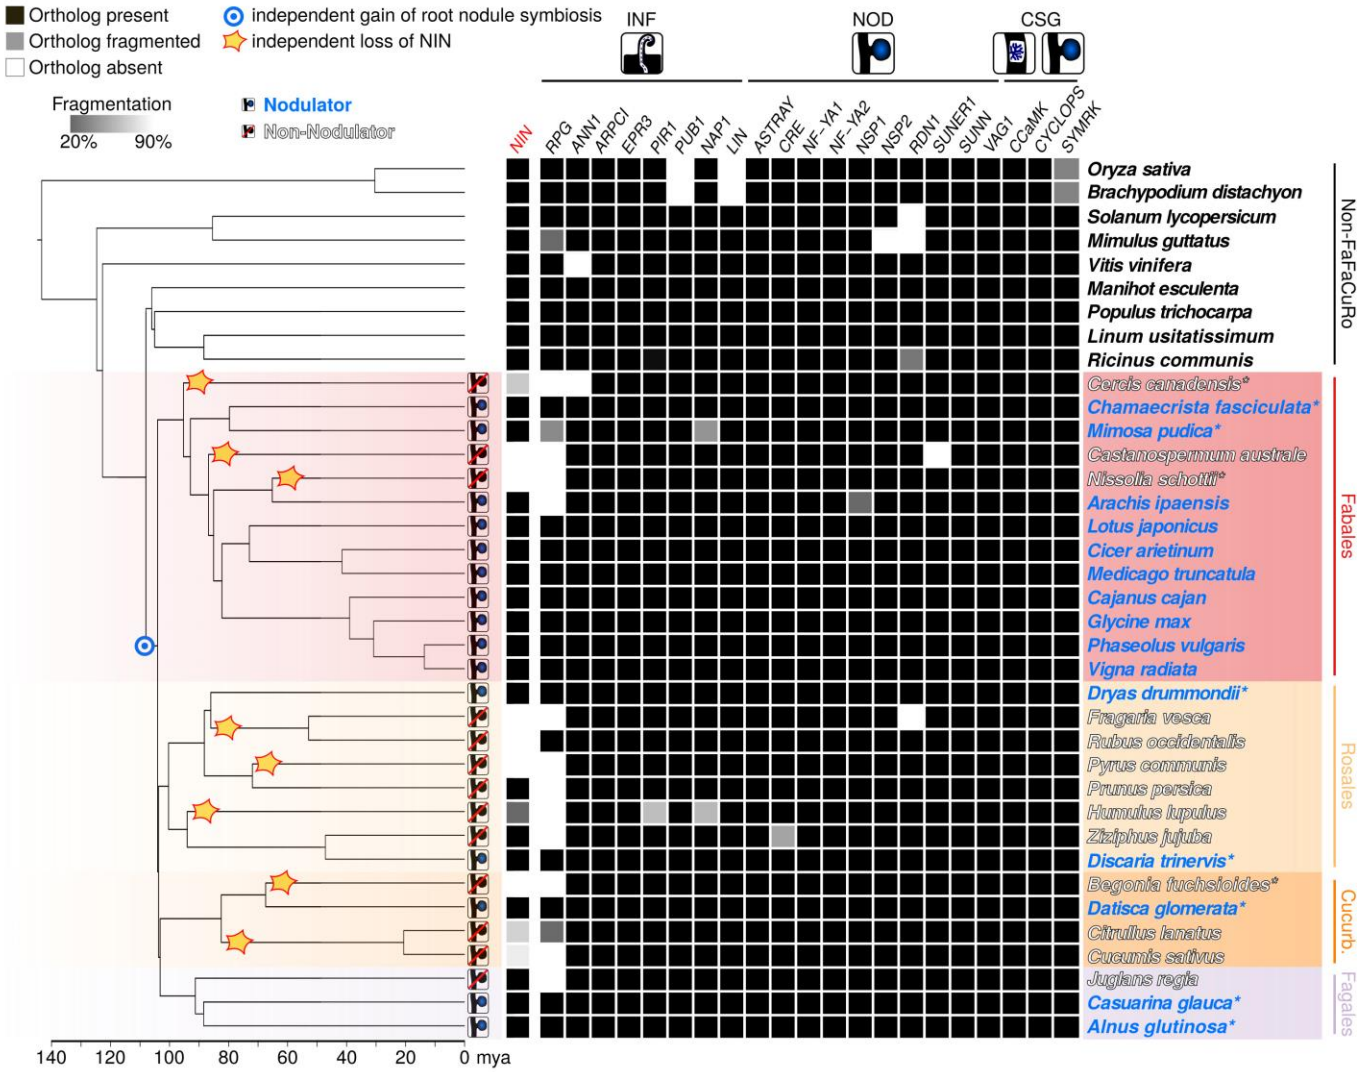 Ortholog present
independent gain of root nodule symbiosis
Ortholog fragmented
independent loss of NIN
Ortholog absent
INF
NOD
CSG
Fragmentation
20% 90%
Nodulator
Non-Nodulator
NIN
RPG
ANN1
ARPCI
EPR3
PIR1
PUB1
NAP1
LIN
ASTRAY
CRE
NF-YA1
NF-YA2
NSP1
NSP2
RDN1
SUNER1
SUNN
VAG1
CCaMK
CYCLOPS
SYMRK
Oryza sativa
Brachypodium distachyon
Solanum lycopersicum
Mimulus guttatus
Vitis vinifera
Manihot esculenta
Populus trichocarpa
Linum usitatissimum
Ricinus communis
Non-FaFaCuRo
Cercis canadensis*
Chamaecrista fasciculata*
Mimosa pudica*
Castanospermum australe
Nissolia schottii*
Arachis ipaensis
Lotus japonicus
Cicer arietinum
Medicago truncatula
Cajanus cajan
Glycine max
Phaseolus vulgaris
Vigna radiata
Fabales
Dryas drummondii*
Fragaria vesca
Rubus occidentalis
Pyrus communis
Prunus persica
Humulus lupulus
Ziziphus jujuba
Discaria trinervis*
Rosales
Begonia fuchsioides*
Datisca glomerata*
Citrullus lanatus
Cucumis sativus
Cucurb.
Juglans regia
Casuarina glauca*
Alnus glutinosa*
Fagales
140 120 100 80 60 40 20 0 mya